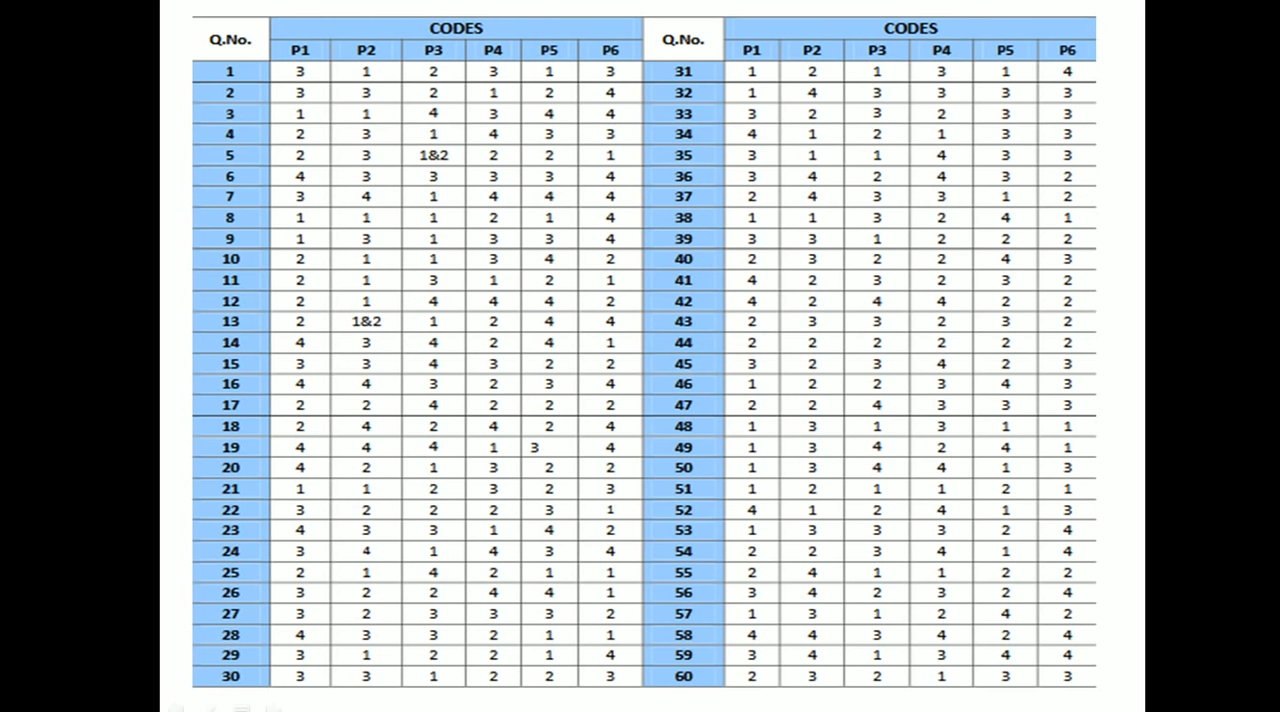 Q.No. CODES Q.No. CODES
P1 P2 P3 P4 P5 P6 P1 P2 P3 P4 P5 P6
1 3 1 2 3 1 3 31 1 2 1 3 1 4
2 3 3 2 1 2 4 32 1 4 3 3 3 3
3 1 1 4 3 4 4 33 3 2 3 2 3 3
4 2 3 1 4 3 3 34 4 1 2 1 3 3
5 2 3 1&2 2 2 1 35 3 1 1 4 3 3
6 4 3 3 3 3 4 36 3 4 2 4 3 2
7 3 4 1 4 4 4 37 2 4 3 3 1 2
8 1 1 1 2 1 4 38 1 1 3 2 4 1
9 1 3 1 3 3 4 39 3 3 1 2 2 2
10 2 1 1 3 4 2 40 2 3 2 2 4 3
11 2 1 3 1 2 1 41 4 2 3 2 3 2
12 2 1 4 4 4 2 42 4 2 4 4 2 2
13 2 1&2 1 2 4 4 43 2 3 3 2 3 2
14 4 3 4 2 4 1 44 2 2 2 2 2 2
15 3 3 4 3 2 2 45 3 2 3 4 2 3
16 4 4 3 2 3 4 46 1 2 2 3 4 3
17 2 2 4 2 2 2 47 2 2 4 3 3 3
18 2 4 2 4 2 4 48 1 3 1 3 1 1
19 4 4 4 1 3 4 49 1 3 4 2 4 1
20 4 2 1 3 2 2 50 1 3 4 4 1 3
21 1 1 2 3 2 3 51 1 2 1 1 2 1
22 3 2 2 2 3 1 52 4 1 2 4 1 3
23 4 3 3 1 4 2 53 1 3 3 3 2 4
24 3 4 1 4 3 4 54 2 2 3 4 1 4
25 2 1 4 2 1 1 55 2 4 1 1 2 2
26 3 2 2 4 4 1 56 3 4 2 3 2 4
27 3 2 3 3 3 2 57 1 3 1 2 4 2
28 4 3 3 2 1 1 58 4 4 3 4 2 4
29 3 1 2 2 1 4 59 3 4 1 3 4 4
30 3 3 1 2 2 3 60 2 3 2 1 3 3